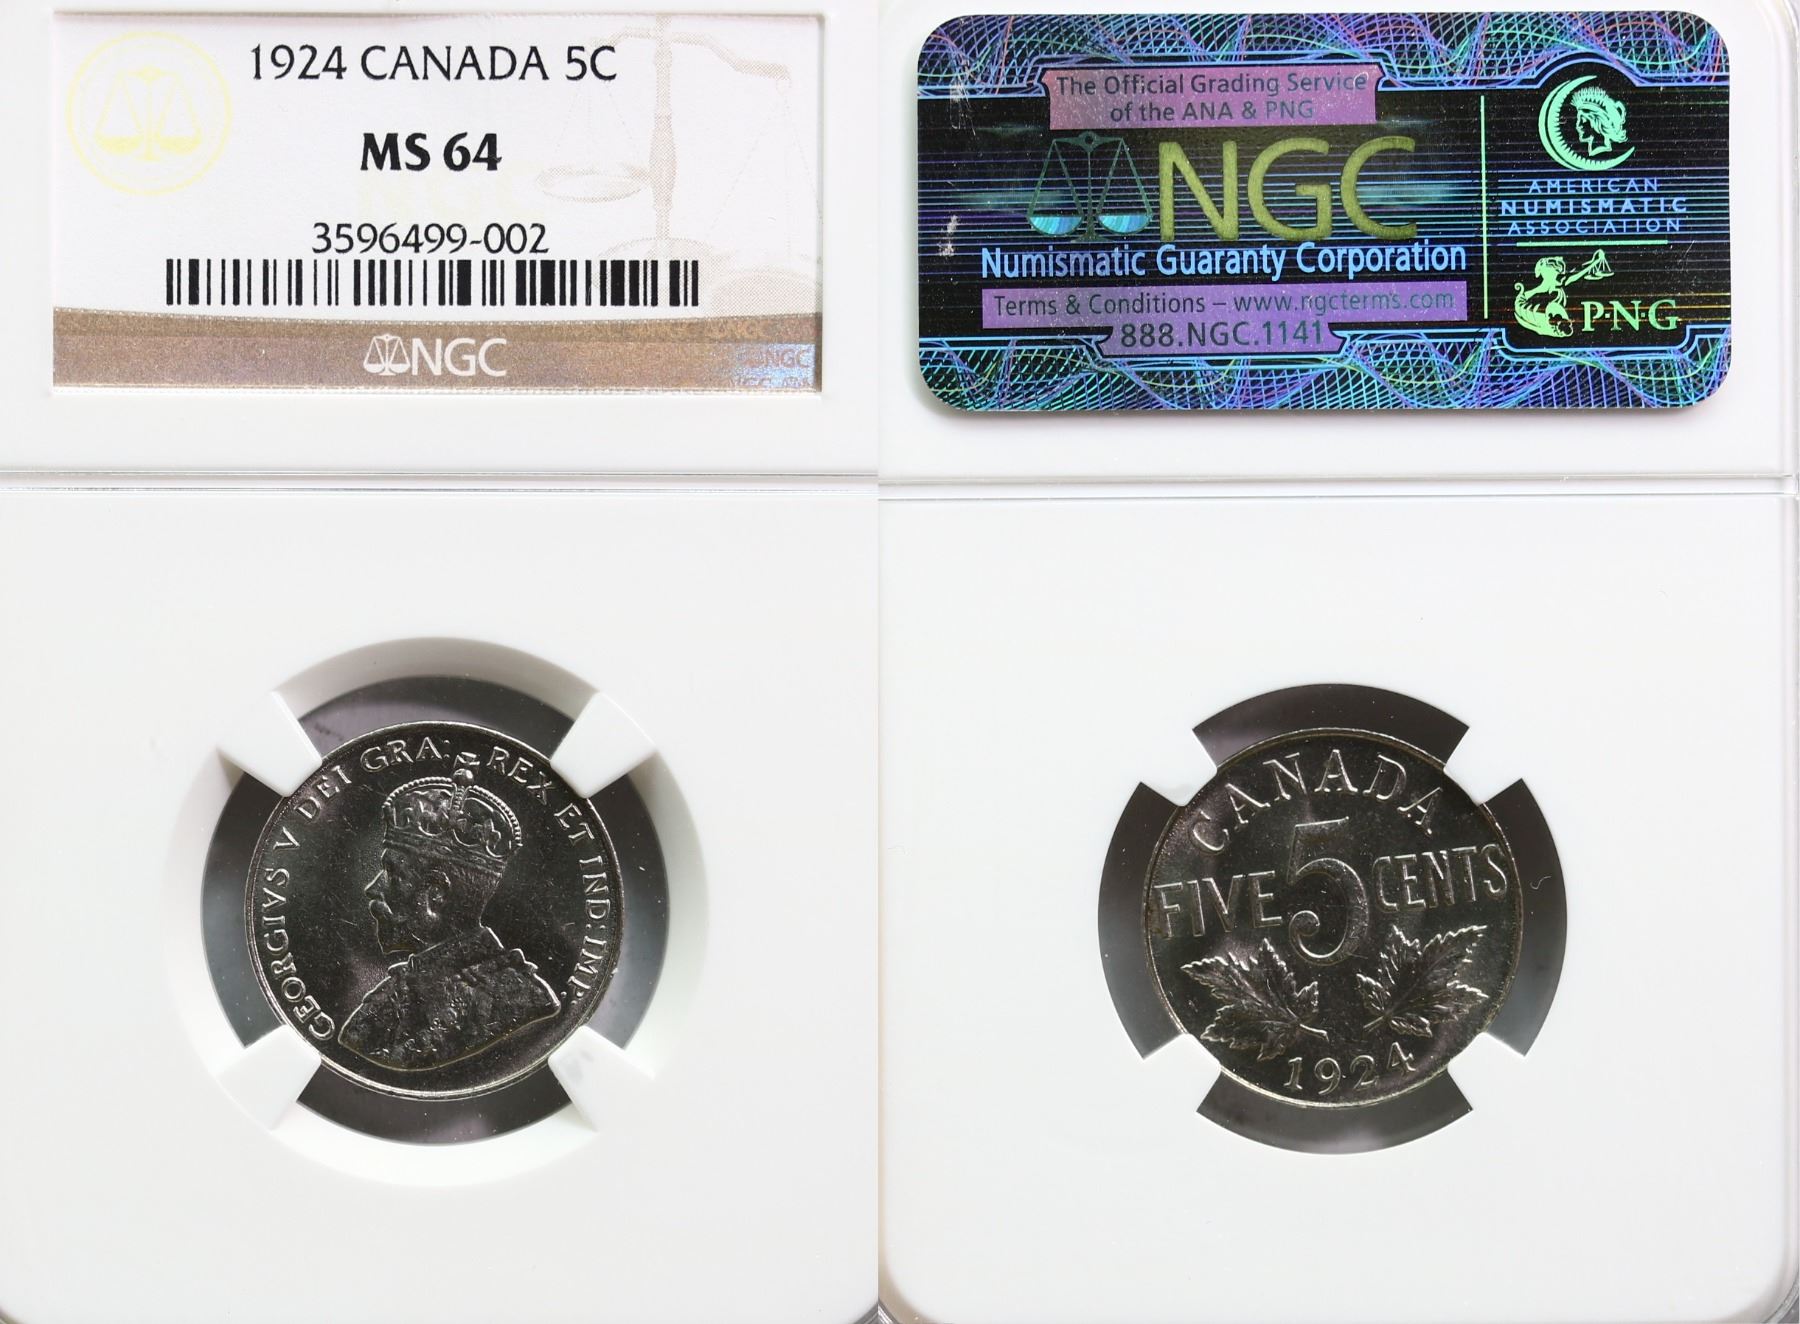 1924 CANADA 5C
MS 64
3596499-002
NGC
The Official Grading Service
of the ANA & PNG
NGC
Numismatic Guaranty Corporation
Terms & Conditions – www.ngcterms.com
888.NGC.1141
AMERICAN
NUMISMATIC
ASSOCIATION
P·N·G
GEORGIVS V DEI GRA: REX ET IND: IMP:
CANADA
FIVE 5 CENTS
1924